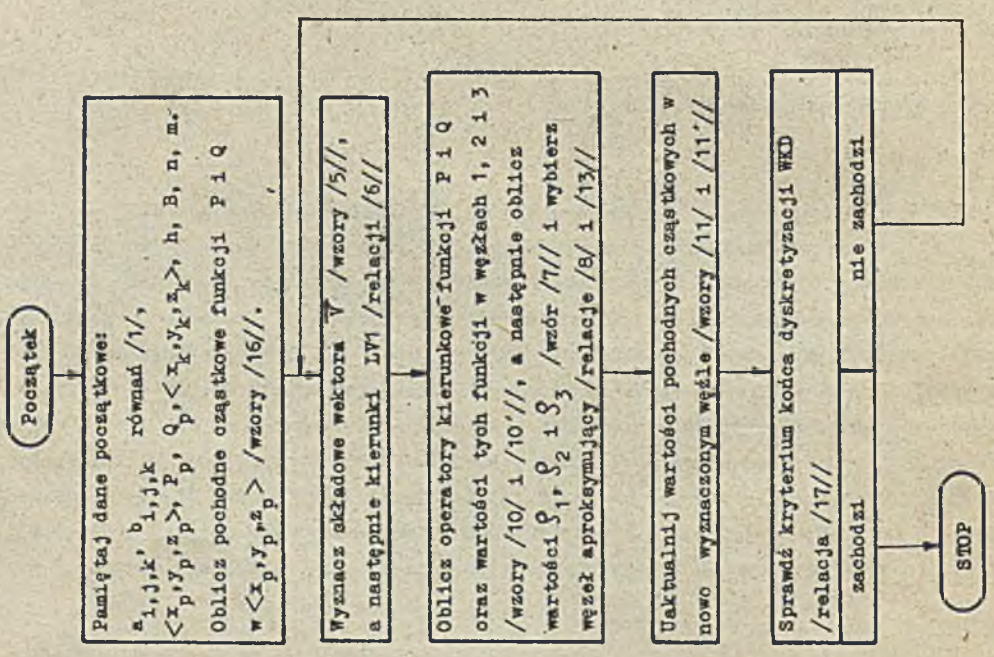 Początek
Pamiętaj dane początkowe:
a i,j,k, b i,j,k równań /1/,
<x_p,y_p,z_p>, P_p, Q_p, <x_k,y_k,z_k>, h, B, n, m.
Oblicz pochodne cząstkowe funkcji P i Q
w <x_p,y_p,z_p> /wzory /16//.
Wyznacz składowe wektora V̄ /wzory /5//,
a następnie kierunki LV1 /relacji /6//
Oblicz operatory kierunkowe funkcji P i Q
oraz wartości tych funkcji w węzłach 1, 2 i 3
/wzory /10/ i /10'//, a następnie oblicz
wartości ρ₁, ρ₂ i ρ₃ /wzór /7// i wybierz
węzeł aproksymujący /relacje /8/ i /13//
Uaktualnij wartości pochodnych cząstkowych w
nowo wyznaczonym węźle /wzory /11/ i /11'//
Sprawdź kryterium końca dyskretyzacji WKD
/relacja /17//
zachodzi
nie zachodzi
STOP